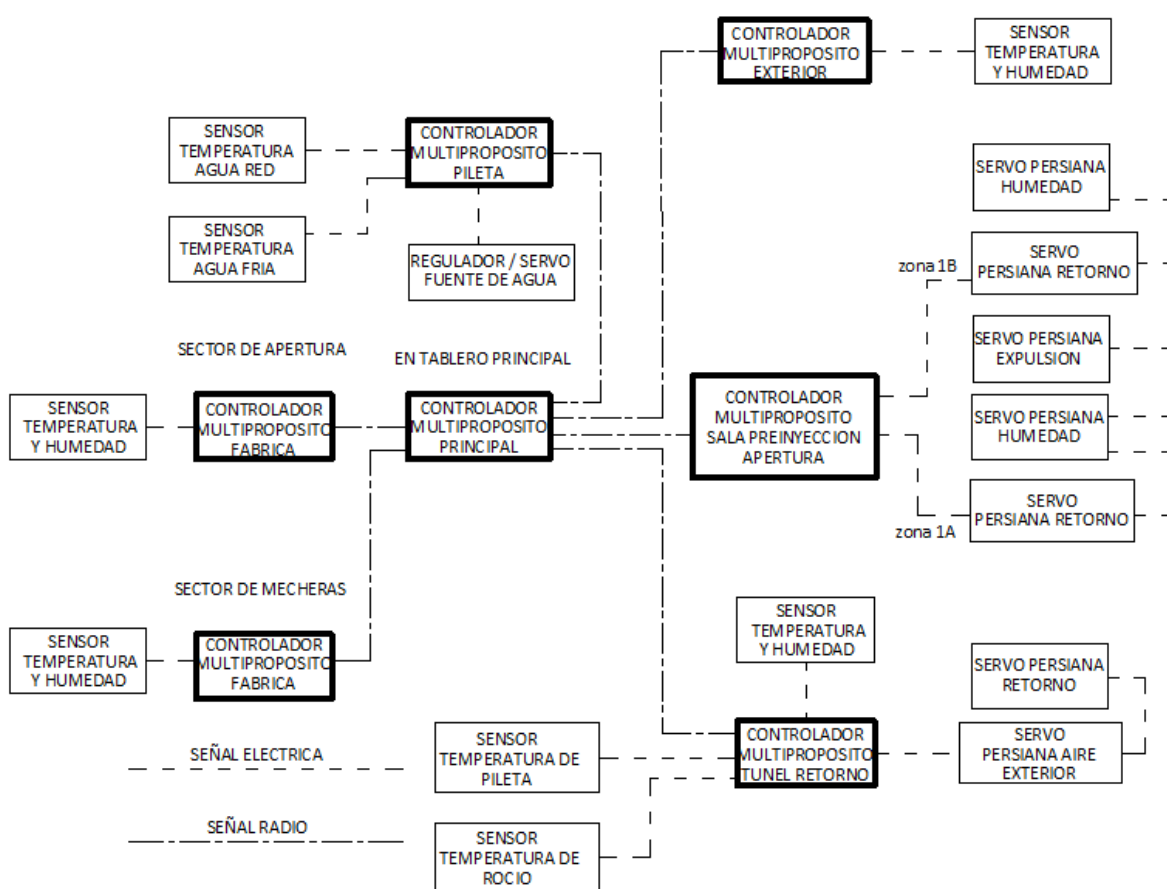 CONTROLADOR
MULTIPROPOSITO
EXTERIOR
SENSOR
TEMPERATURA
Y HUMEDAD
SENSOR
TEMPERATURA
AGUA RED
CONTROLADOR
MULTIPROPOSITO
PILETA
SERVO PERSIANA
HUMEDAD
SENSOR
TEMPERATURA
AGUA FRIA
REGULADOR / SERVO
FUENTE DE AGUA
zona 1B
SERVO
PERSIANA RETORNO
SECTOR DE APERTURA
EN TABLERO PRINCIPAL
SERVO PERSIANA
EXPULSION
SENSOR
TEMPERATURA
Y HUMEDAD
CONTROLADOR
MULTIPROPOSITO
FABRICA
CONTROLADOR
MULTIPROPOSITO
PRINCIPAL
CONTROLADOR
MULTIPROPOSITO
SALA PREINYECCION
APERTURA
SERVO PERSIANA
HUMEDAD
SERVO
PERSIANA RETORNO
zona 1A
SECTOR DE MECHERAS
SENSOR
TEMPERATURA
Y HUMEDAD
SENSOR
TEMPERATURA
Y HUMEDAD
CONTROLADOR
MULTIPROPOSITO
FABRICA
SERVO PERSIANA
RETORNO
SEÑAL ELECTRICA
SENSOR
TEMPERATURA DE
PILETA
CONTROLADOR
MULTIPROPOSITO
TUNEL RETORNO
SERVO
PERSIANA AIRE
EXTERIOR
SEÑAL RADIO
SENSOR
TEMPERATURA DE
ROCIO